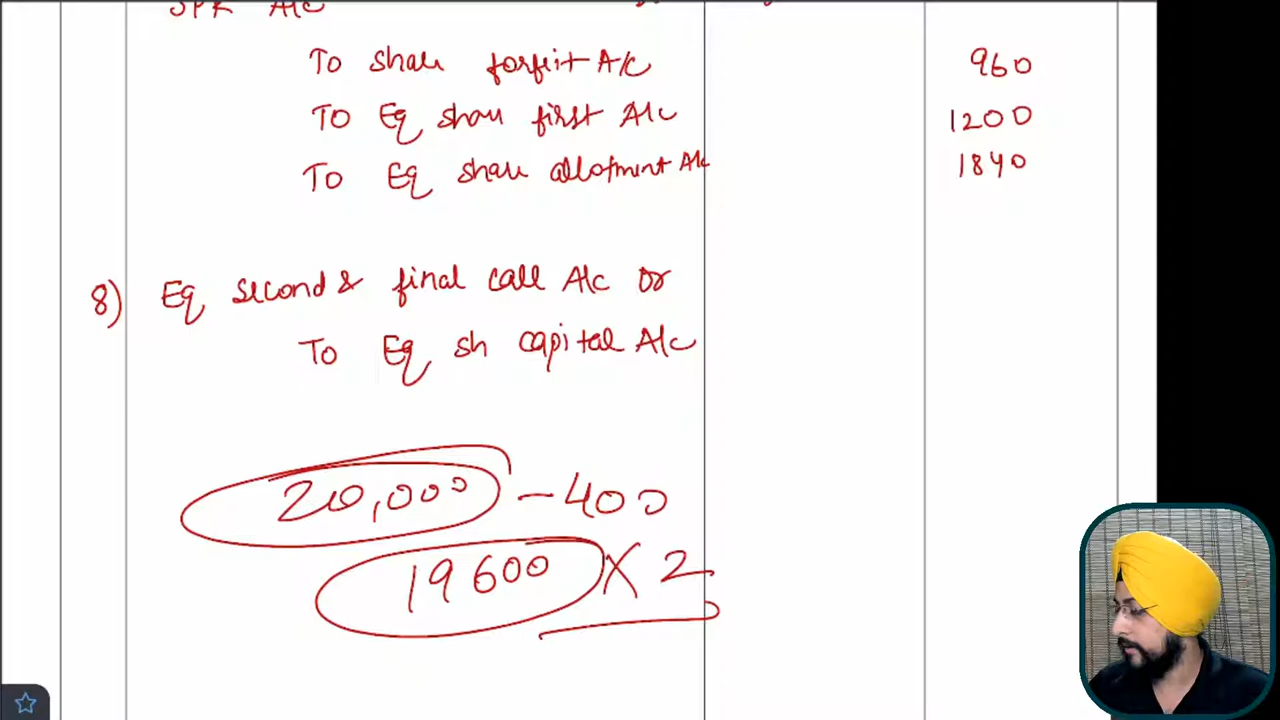 SPR A/c
To share forfeit A/c 960
To Eq share first A/c 1200
To Eq share allotment A/c 1840
8) Eq second & final call A/c Dr
To Eq sh capital A/c
20,000 - 400
19600 X 2